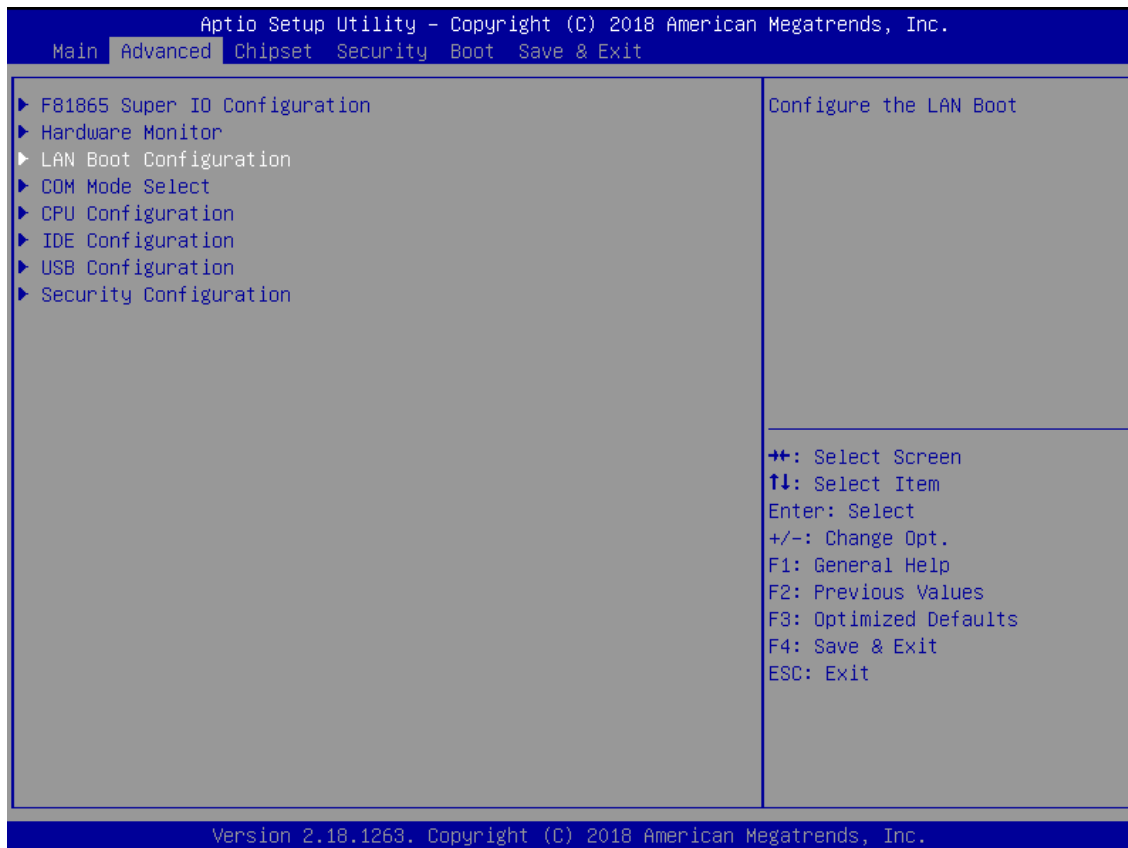 Aptio Setup Utility – Copyright (C) 2018 American Megatrends, Inc.
Main Advanced Chipset Security Boot Save & Exit
▶ F81865 Super IO Configuration
▶ Hardware Monitor
▶ LAN Boot Configuration
▶ COM Mode Select
▶ CPU Configuration
▶ IDE Configuration
▶ USB Configuration
▶ Security Configuration
Configure the LAN Boot
→←: Select Screen
↑↓: Select Item
Enter: Select
+/-: Change Opt.
F1: General Help
F2: Previous Values
F3: Optimized Defaults
F4: Save & Exit
ESC: Exit
Version 2.18.1263. Copyright (C) 2018 American Megatrends, Inc.